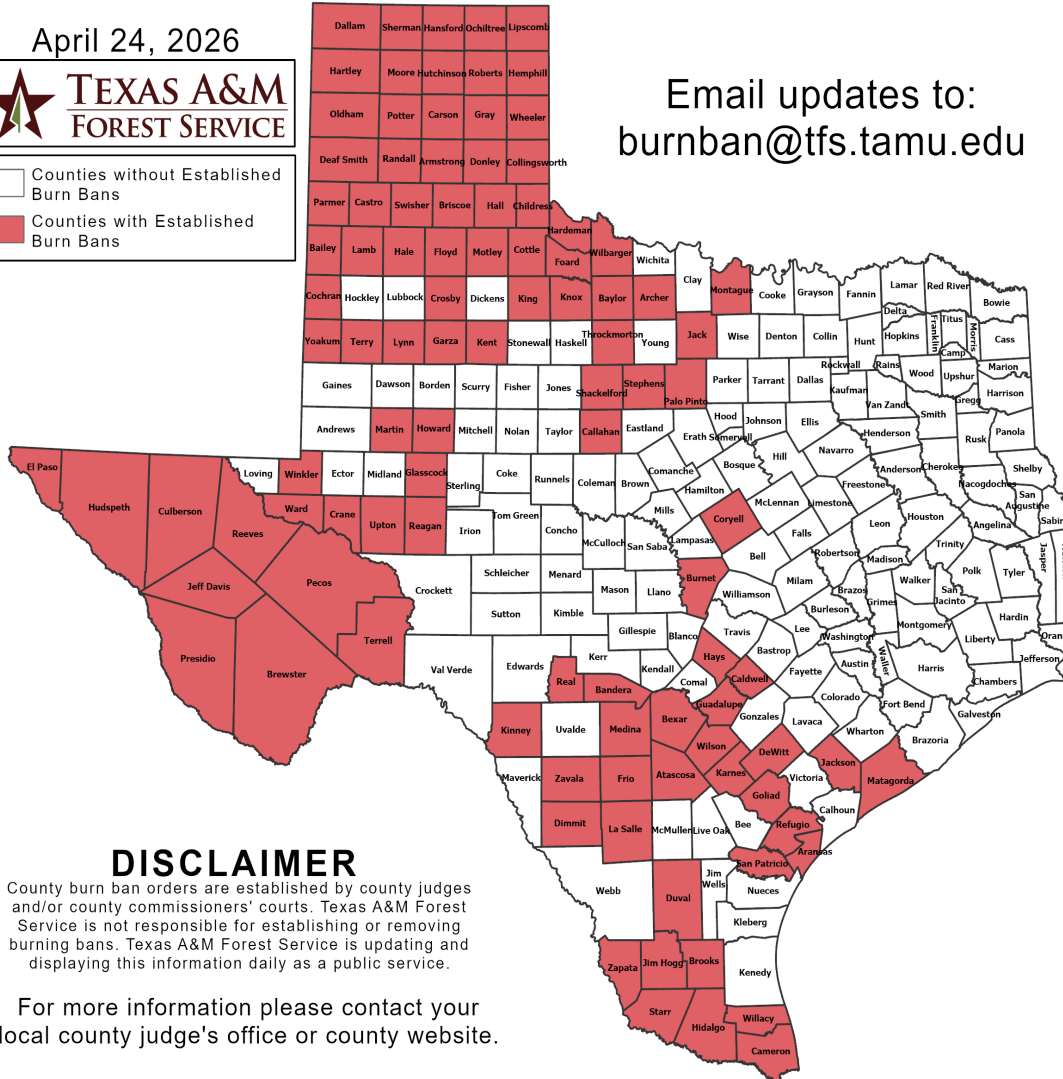 April 24, 2026
TEXAS A&M
FOREST SERVICE
Counties without Established
Burn Bans
Counties with Established
Burn Bans
Email updates to:
burnban@tfs.tamu.edu
Dallam Sherman Hansford Ochiltree Lipscomb
Hartley Moore Hutchinson Roberts Hemphill
Oldham Potter Carson Gray Wheeler
Deaf Smith Randall Armstrong Donley Collingsworth
Parmer Castro Swisher Briscoe Hall Childress
Hardeman
Bailey Lamb Hale Floyd Motley Cottle Foard Wilbarger Wichita
Clay Montague Cooke Grayson Fannin Lamar Red River Bowie
Cochran Hockley Lubbock Crosby Dickens King Knox Baylor Archer
Delta Titus Franklin Morris
Yoakum Terry Lynn Garza Kent Stonewall Haskell Throckmorton Young Jack Wise Denton Collin Hunt Hopkins Cass
Camp
Rockwall Rains Wood Upshur Marion
Gaines Dawson Borden Scurry Fisher Jones Shackelford Stephens Palo Pinto Parker Tarrant Dallas Kaufman Van Zandt Gregg Harrison
Smith
Andrews Martin Howard Mitchell Nolan Taylor Callahan Eastland Erath Hood Somervell Johnson Ellis Henderson Rusk Panola
El Paso Loving Winkler Ector Midland Glasscock Sterling Coke Runnels Coleman Brown Comanche Bosque Hill Navarro Anderson Cherokee Shelby
Hamilton Freestone Nacogdoches
Hudspeth Culberson Reeves Ward Crane Upton Reagan Irion Tom Green Concho Mills Coryell McLennan Limestone Leon Houston Angelina San
Augustine
Sabin
McCulloch San Saba Lampasas Bell Falls Robertson Madison Trinity Jasper
Jeff Davis Pecos Crockett Schleicher Menard Mason Llano Burnet Williamson Milam Brazos Grimes Walker San
Jacinto
Polk Tyler
Sutton Kimble Burleson Montgomery Hardin
Presidio Brewster Terrell Gillespie Blanco Travis Lee Washington Waller Liberty Oran
Val Verde Edwards Kerr Kendall Hays Bastrop Austin Harris Jefferson
Real Bandera Comal Caldwell Fayette Chambers
Kinney Uvalde Medina Bexar Guadalupe Gonzales Lavaca Colorado Fort Bend Galveston
Wharton Brazoria
Maverick Zavala Frio Atascosa Wilson Karnes DeWitt Victoria Jackson Matagorda
Dimmit La Salle McMullen Live Oak Bee Goliad Refugio Calhoun
Aransas
San Patricio
Webb Duval Jim
Wells
Nueces
Kleberg
Zapata Jim Hogg Brooks Kenedy
Starr Hidalgo Willacy
Cameron
DISCLAIMER
County burn ban orders are established by county judges
and/or county commissioners' courts. Texas A&M Forest
Service is not responsible for establishing or removing
burning bans. Texas A&M Forest Service is updating and
displaying this information daily as a public service.
For more information please contact your
local county judge's office or county website.